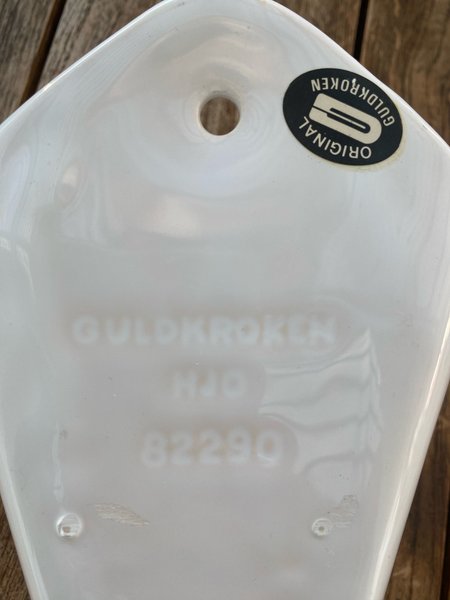 ORIGINAL
GULDKROKEN
GULDKROKEN
HJO
82290